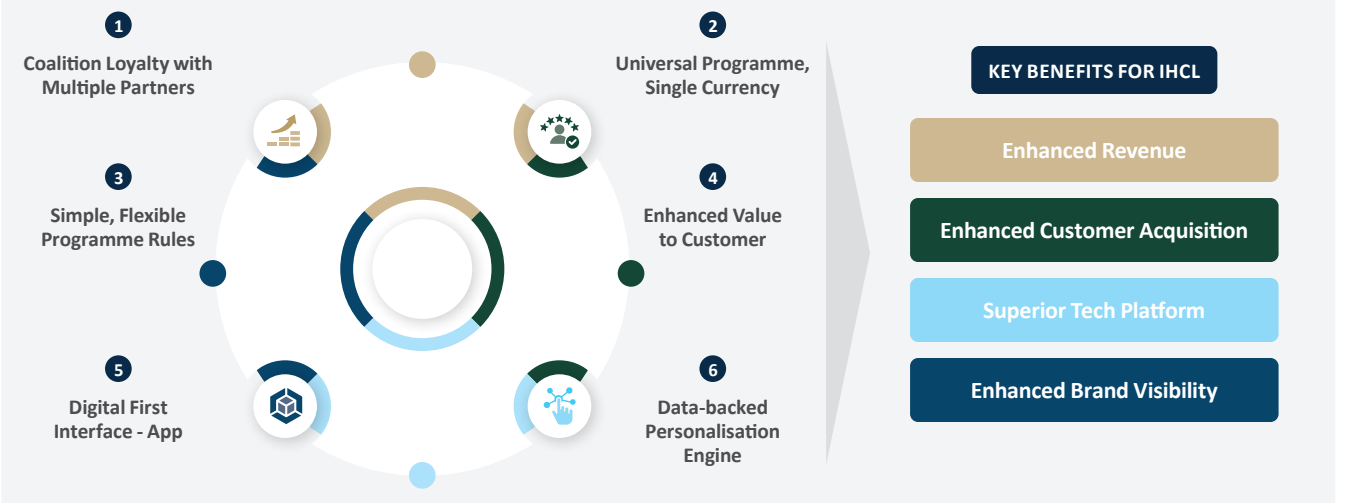 1
Coalition Loyalty with
Multiple Partners
2
Universal Programme,
Single Currency
3
Simple, Flexible
Programme Rules
4
Enhanced Value
to Customer
5
Digital First
Interface - App
6
Data-backed
Personalisation
Engine
KEY BENEFITS FOR IHCL
Enhanced Revenue
Enhanced Customer Acquisition
Superior Tech Platform
Enhanced Brand Visibility